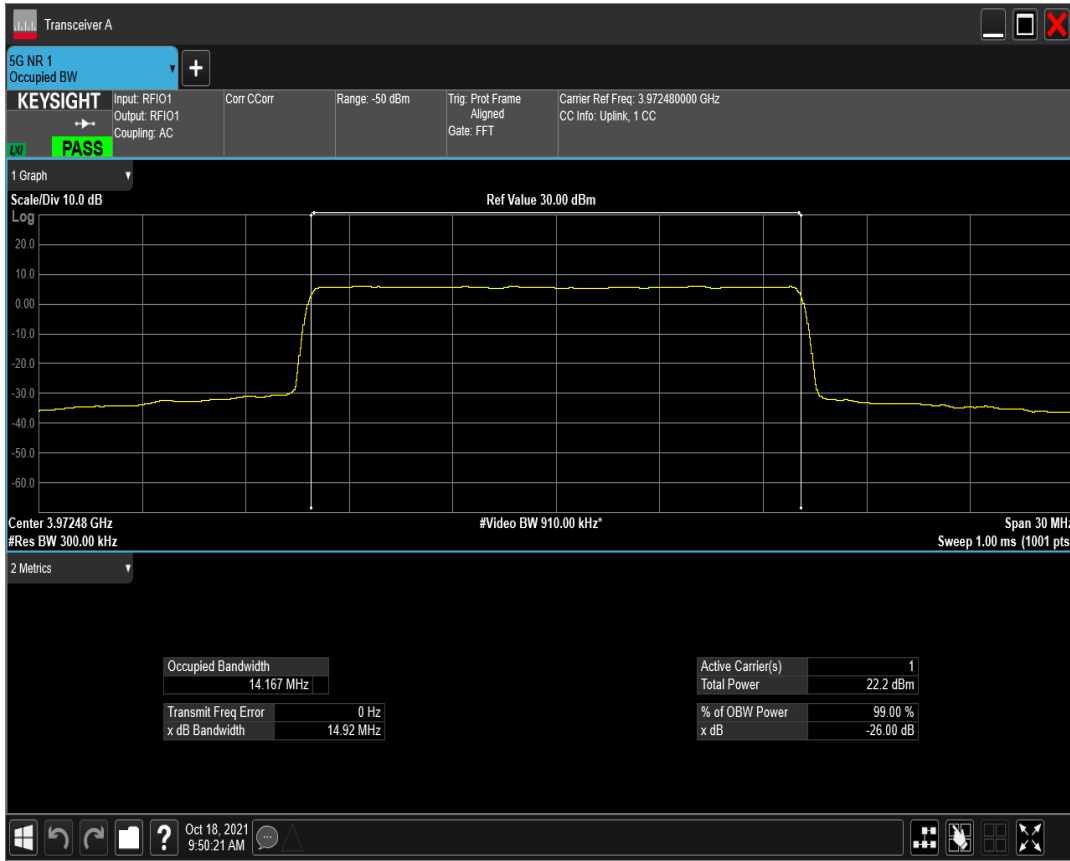 Transceiver A
5G NR 1
Occupied BW
KEYSIGHT
LXI
PASS
Input: RFIO1
Output: RFIO1
Coupling: AC
Corr CCorr
Range: -50 dBm
Trig: Prot Frame
Aligned
Gate: FFT
Carrier Ref Freq: 3.972480000 GHz
CC Info: Uplink, 1 CC
1 Graph
Scale/Div 10.0 dB
Ref Value 30.00 dBm
Log
20.0
10.0
0.00
-10.0
-20.0
-30.0
-40.0
-50.0
-60.0
Center 3.97248 GHz
#Video BW 910.00 kHz*
Span 30 MHz
#Res BW 300.00 kHz
Sweep 1.00 ms (1001 pts
2 Metrics
Occupied Bandwidth
14.167 MHz
Transmit Freq Error 0 Hz
x dB Bandwidth 14.92 MHz
Active Carrier(s) 1
Total Power 22.2 dBm
% of OBW Power 99.00 %
x dB -26.00 dB
Oct 18, 2021
9:50:21 AM